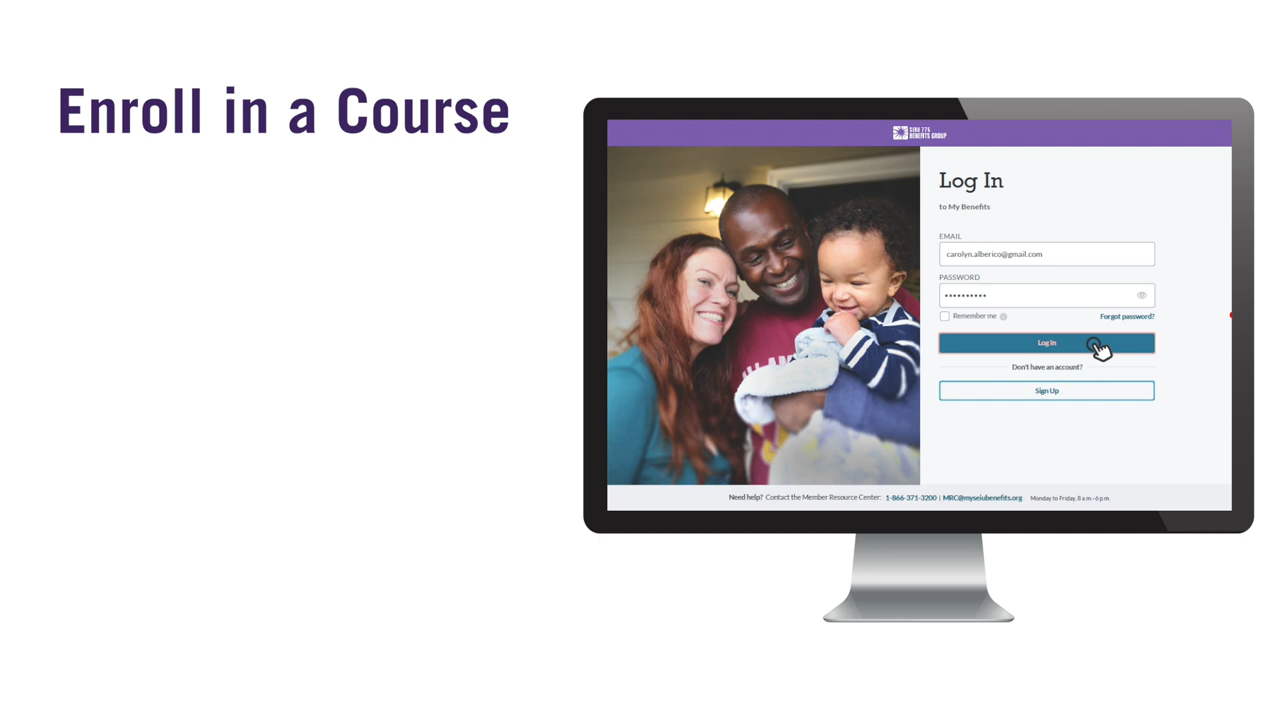 Enroll in a Course
SEIU 775
BENEFITS GROUP
Log In
to My Benefits
EMAIL
carolyn.alberico@gmail.com
PASSWORD
••••••••••
Remember me
Forgot password?
Log In
Don't have an account?
Sign Up
Need help? Contact the Member Resource Center: 1-866-371-3200 | MRC@myseiubenefits.org Monday to Friday, 8 a.m.–6 p.m.